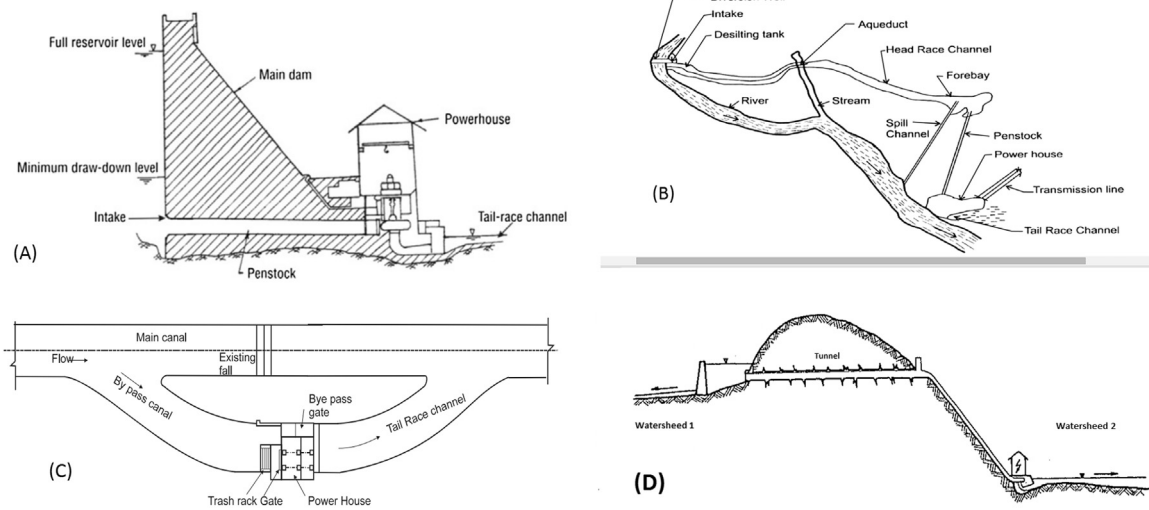 Full reservoir level
Main dam
Powerhouse
Minimum draw-down level
Intake
Tail-race channel
(A)
Penstock
Intake
Desilting tank
Aqueduct
Head Race Channel
Forebay
River
Stream
Spill
Channel
Penstock
Power house
(B)
Transmission line
Tail Race Channel
Main canal
Flow
Existing
fall
By pass canal
Bye pass
gate
Tail Race channel
(C)
Trash rack Gate
Power House
Tunnel
Watersheed 1
Watersheed 2
(D)